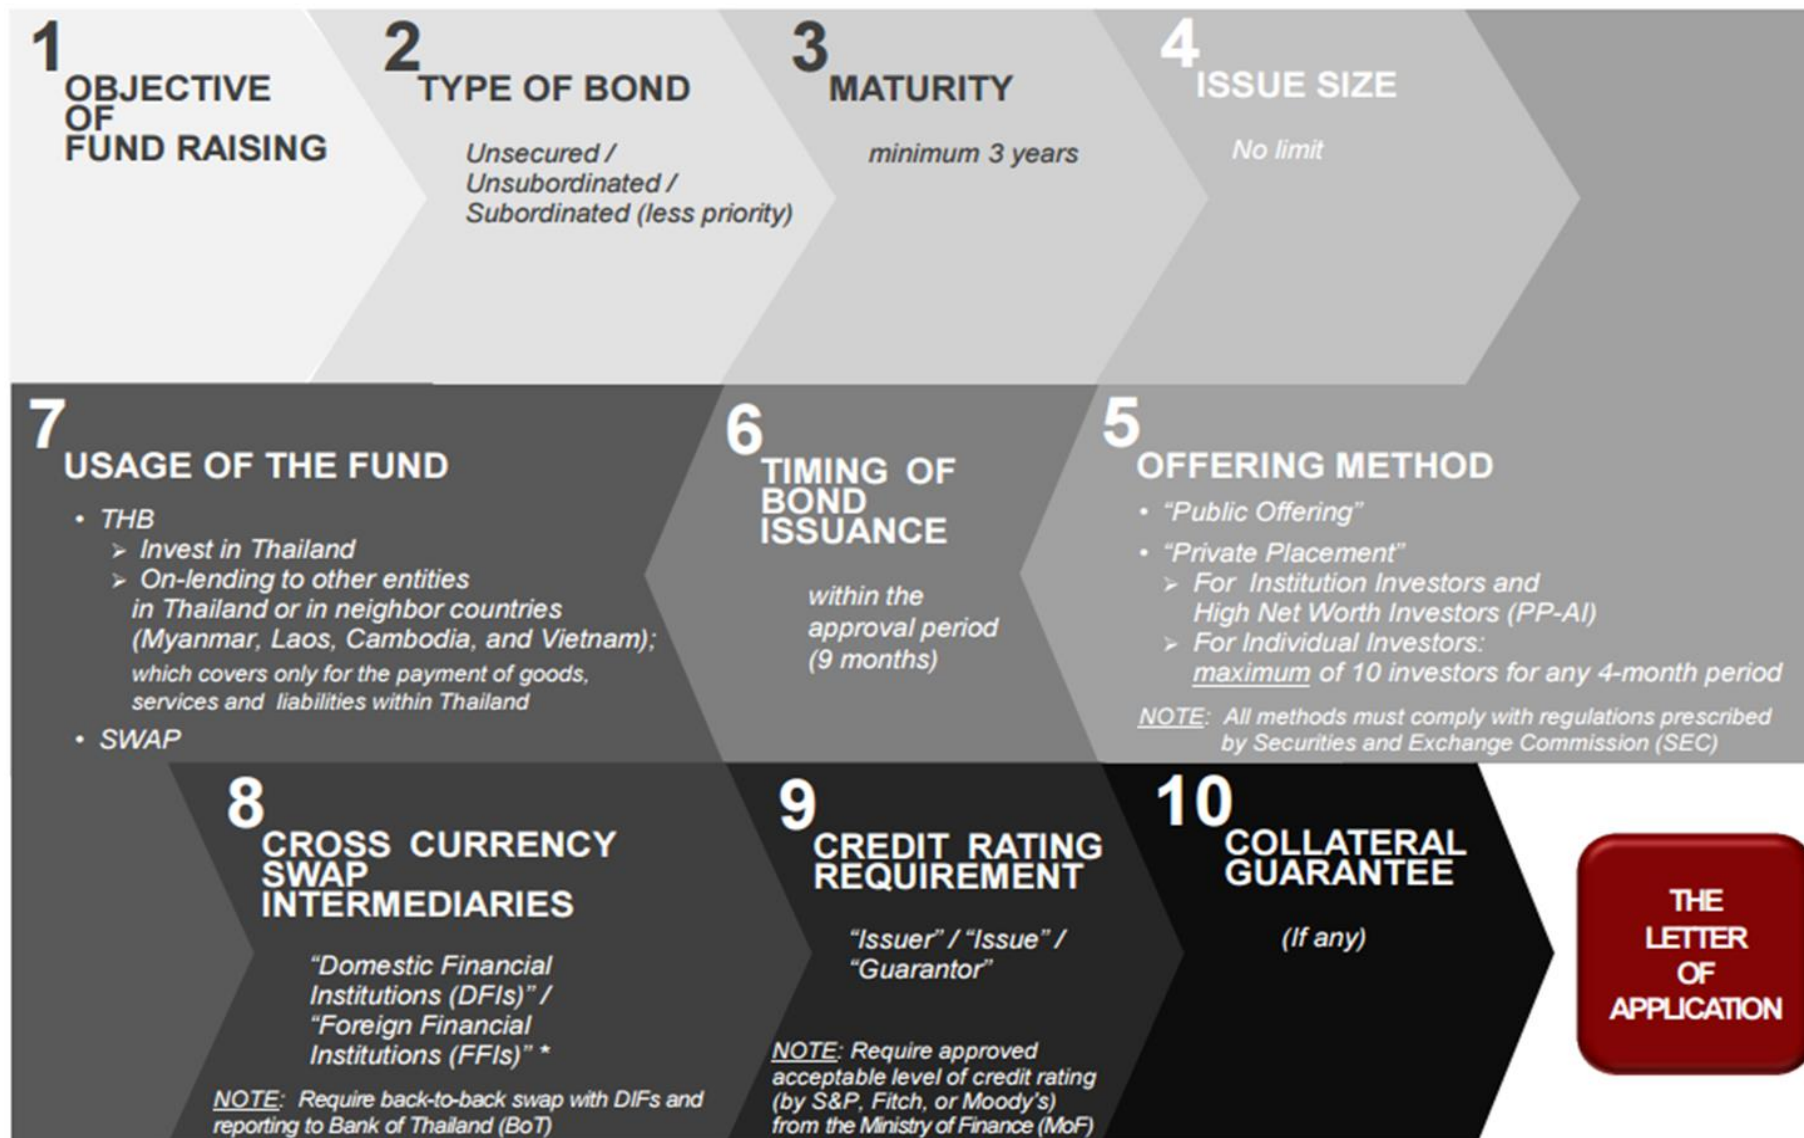 1
OBJECTIVE
OF
FUND RAISING
2
TYPE OF BOND
Unsecured /
Unsubordinated /
Subordinated (less priority)
3
MATURITY
minimum 3 years
4
ISSUE SIZE
No limit
5
OFFERING METHOD
• “Public Offering”
• “Private Placement”
➢ For Institution Investors and
High Net Worth Investors (PP-AI)
➢ For Individual Investors:
maximum of 10 investors for any 4-month period
NOTE: All methods must comply with regulations prescribed
by Securities and Exchange Commission (SEC)
6
TIMING OF
BOND
ISSUANCE
within the
approval period
(9 months)
7
USAGE OF THE FUND
• THB
➢ Invest in Thailand
➢ On-lending to other entities
in Thailand or in neighbor countries
(Myanmar, Laos, Cambodia, and Vietnam);
which covers only for the payment of goods,
services and liabilities within Thailand
• SWAP
8
CROSS CURRENCY
SWAP
INTERMEDIARIES
“Domestic Financial
Institutions (DFIs)” /
“Foreign Financial
Institutions (FFIs)” *
NOTE: Require back-to-back swap with DIFs and
reporting to Bank of Thailand (BoT)
9
CREDIT RATING
REQUIREMENT
“Issuer” / “Issue” /
“Guarantor”
NOTE: Require approved
acceptable level of credit rating
(by S&P, Fitch, or Moody's)
from the Ministry of Finance (MoF)
10
COLLATERAL
GUARANTEE
(If any)
THE
LETTER
OF
APPLICATION